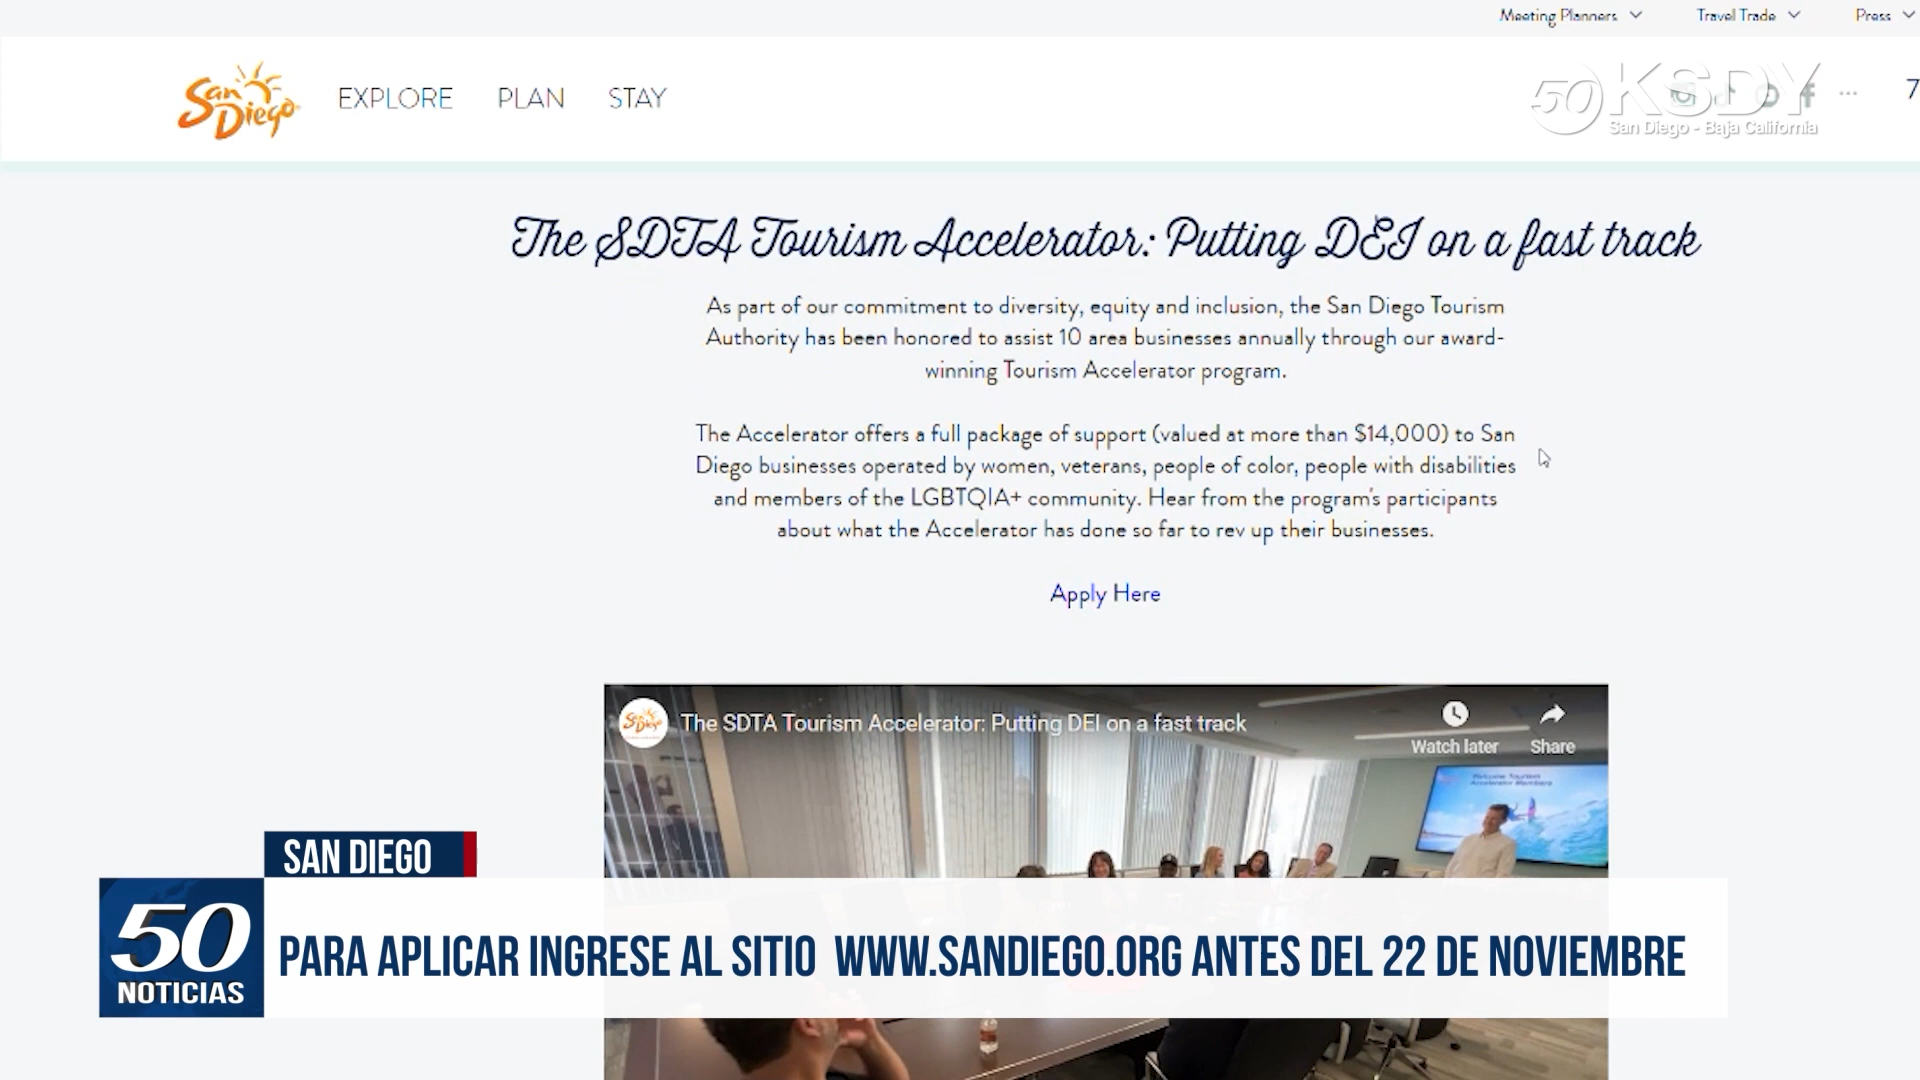 Meeting Planners
Travel Trade
Press
San Diego
EXPLORE
PLAN
STAY
50 KSDY
San Diego - Baja California
7
The SDTA Tourism Accelerator: Putting DEI on a fast track
As part of our commitment to diversity, equity and inclusion, the San Diego Tourism
Authority has been honored to assist 10 area businesses annually through our award-
winning Tourism Accelerator program.
The Accelerator offers a full package of support (valued at more than $14,000) to San
Diego businesses operated by women, veterans, people of color, people with disabilities
and members of the LGBTQIA+ community. Hear from the program's participants
about what the Accelerator has done so far to rev up their businesses.
Apply Here
San Diego
The SDTA Tourism Accelerator: Putting DEI on a fast track
Watch later
Share
Welcome Tourism
Accelerator Members
SAN DIEGO
50
NOTICIAS
PARA APLICAR INGRESE AL SITIO WWW.SANDIEGO.ORG ANTES DEL 22 DE NOVIEMBRE